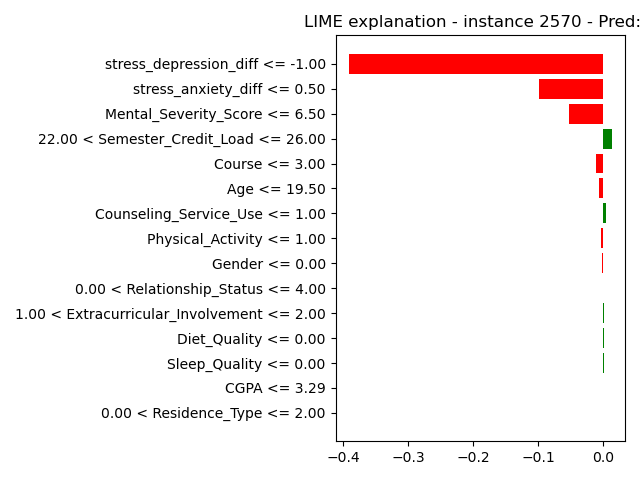 LIME explanation - instance 2570 - Pred:
stress_depression_diff <= -1.00
stress_anxiety_diff <= 0.50
Mental_Severity_Score <= 6.50
22.00 < Semester_Credit_Load <= 26.00
Course <= 3.00
Age <= 19.50
Counseling_Service_Use <= 1.00
Physical_Activity <= 1.00
Gender <= 0.00
0.00 < Relationship_Status <= 4.00
1.00 < Extracurricular_Involvement <= 2.00
Diet_Quality <= 0.00
Sleep_Quality <= 0.00
CGPA <= 3.29
0.00 < Residence_Type <= 2.00
−0.4 −0.3 −0.2 −0.1 0.0